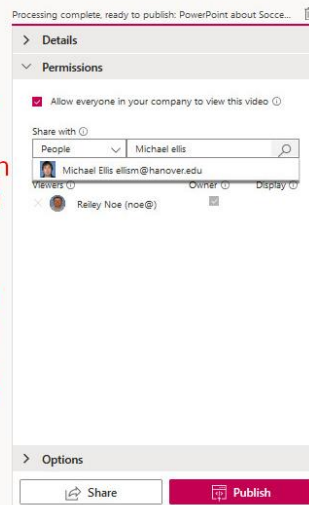 Processing complete, ready to publish: PowerPoint about Socce...
Details
Permissions
Allow everyone in your company to view this video
Share with
People Michael ellis
Michael Ellis ellism@hanover.edu
Viewers Owner Display
Reiley Noe (noe@)
Options
Share Publish